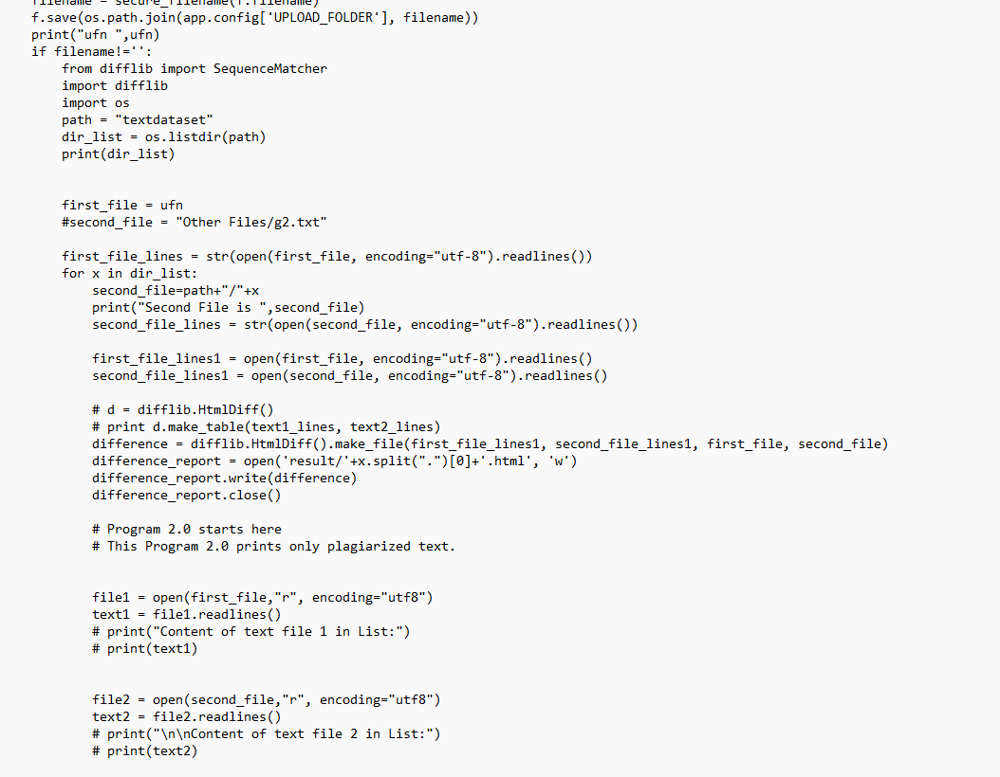 filename = secure_filename(f.filename)
f.save(os.path.join(app.config['UPLOAD_FOLDER'], filename))
print("ufn ",ufn)
if filename!='':
from difflib import SequenceMatcher
import difflib
import os
path = "textdataset"
dir_list = os.listdir(path)
print(dir_list)
first_file = ufn
#second_file = "Other Files/g2.txt"
first_file_lines = str(open(first_file, encoding="utf-8").readlines())
for x in dir_list:
second_file=path+"/"+x
print("Second File is ",second_file)
second_file_lines = str(open(second_file, encoding="utf-8").readlines())
first_file_lines1 = open(first_file, encoding="utf-8").readlines()
second_file_lines1 = open(second_file, encoding="utf-8").readlines()
# d = difflib.HtmlDiff()
# print d.make_table(text1_lines, text2_lines)
difference = difflib.HtmlDiff().make_file(first_file_lines1, second_file_lines1, first_file, second_file)
difference_report = open('result/'+x.split(".")[0]+'.html', 'w')
difference_report.write(difference)
difference_report.close()
# Program 2.0 starts here
# This Program 2.0 prints only plagiarized text.
file1 = open(first_file,"r", encoding="utf8")
text1 = file1.readlines()
# print("Content of text file 1 in List:")
# print(text1)
file2 = open(second_file,"r", encoding="utf8")
text2 = file2.readlines()
# print("\n\nContent of text file 2 in List:")
# print(text2)